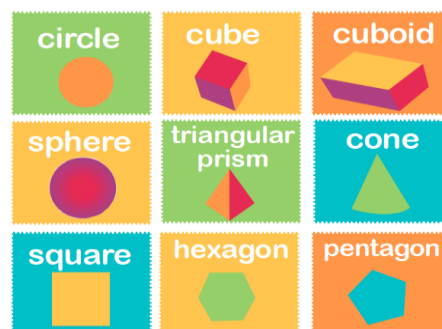 circle
cube
cuboid
sphere
triangular
prism
cone
square
hexagon
pentagon